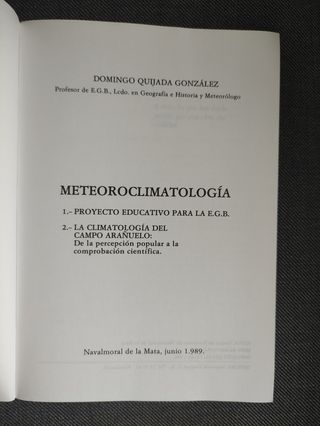 DOMINGO QUIJADA GONZÁLEZ
Profesor de E.G.B., Lcdo. en Geografía e Historia y Meteorólogo
METEOROCLIMATOLOGÍA
1.- PROYECTO EDUCATIVO PARA LA E.G.B.
2.- LA CLIMATOLOGÍA DEL
CAMPO ARAÑUELO:
De la percepción popular a la
comprobación científica.
Navalmoral de la Mata, junio 1.989.